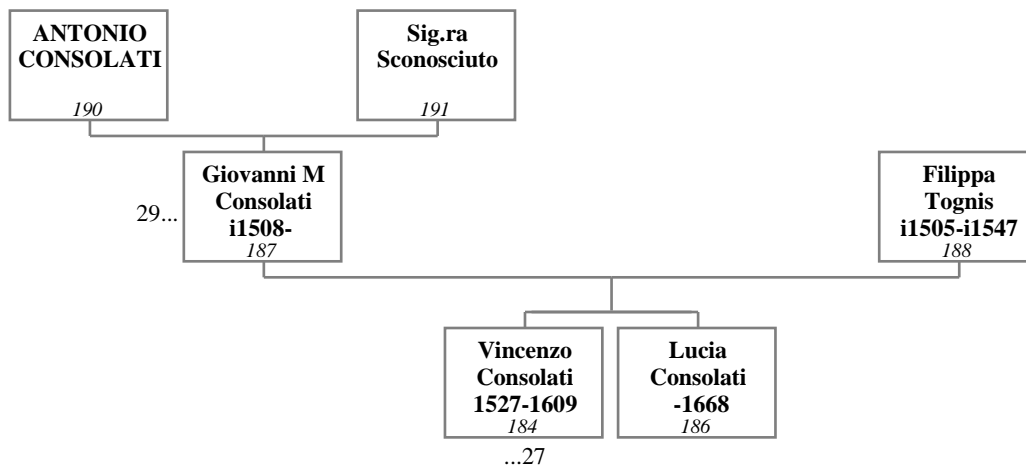 ANTONIO
CONSOLATI
190
Sig.ra
Sconosciuto
191
29...
Giovanni M
Consolati
i1508-
187
Filippa
Tognis
i1505-i1547
188
Vincenzo
Consolati
1527-1609
184
Lucia
Consolati
-1668
186
...27